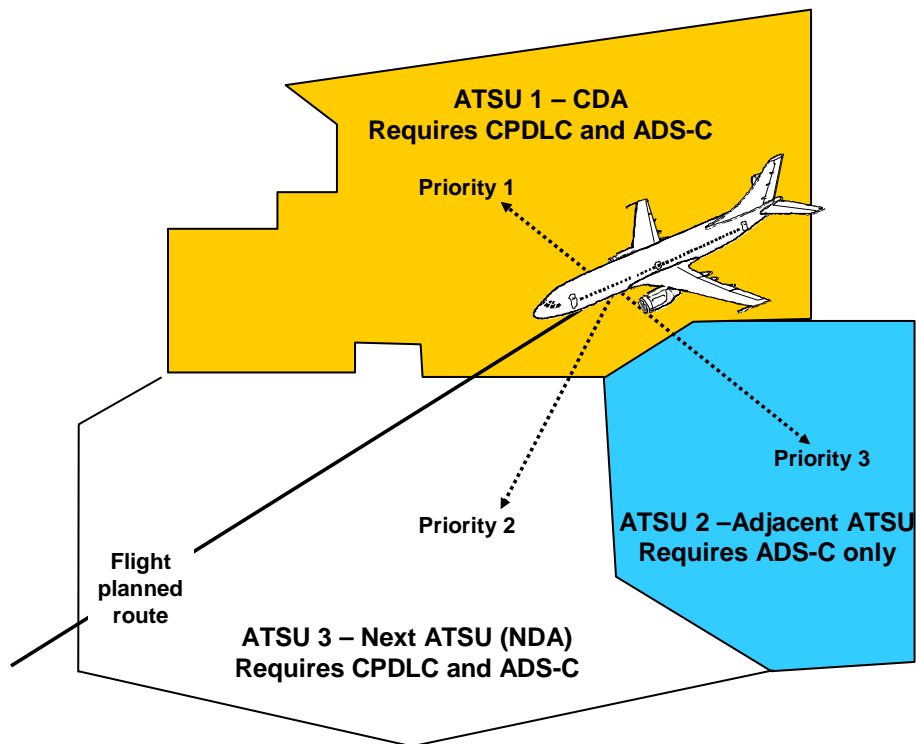 ATSU 1 – CDA
Requires CPDLC and ADS-C
Priority 1
Priority 3
Priority 2
ATSU 2 –Adjacent ATSU
Requires ADS-C only
Flight
planned
route
ATSU 3 – Next ATSU (NDA)
Requires CPDLC and ADS-C